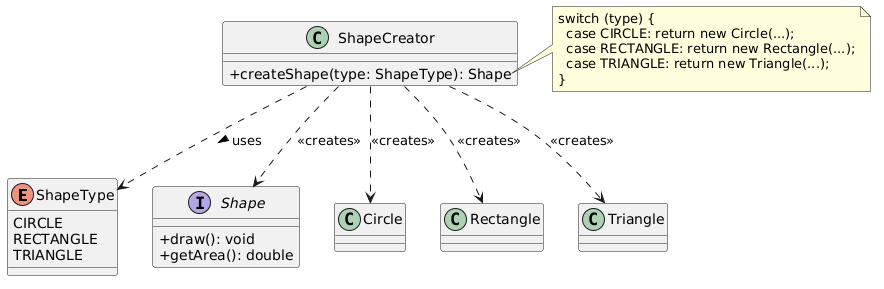 C ShapeCreator
+createShape(type: ShapeType): Shape
switch (type) {
  case CIRCLE: return new Circle(...);
  case RECTANGLE: return new Rectangle(...);
  case TRIANGLE: return new Triangle(...);
}
uses
«creates»
«creates»
«creates»
«creates»
E ShapeType
CIRCLE
RECTANGLE
TRIANGLE
I Shape
+draw(): void
+getArea(): double
C Circle
C Rectangle
C Triangle